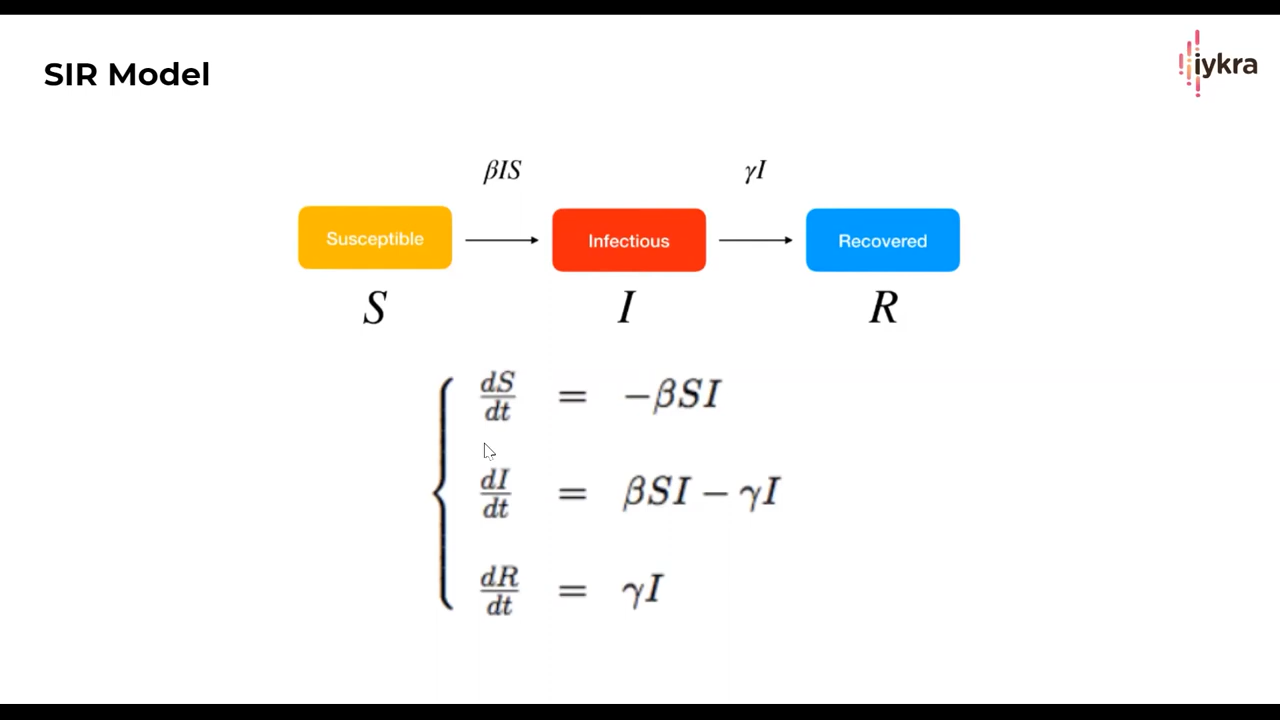 SIR Model
iykra
βIS
γI
Susceptible
Infectious
Recovered
S
I
R
dS/dt = −βSI
dI/dt = βSI − γI
dR/dt = γI